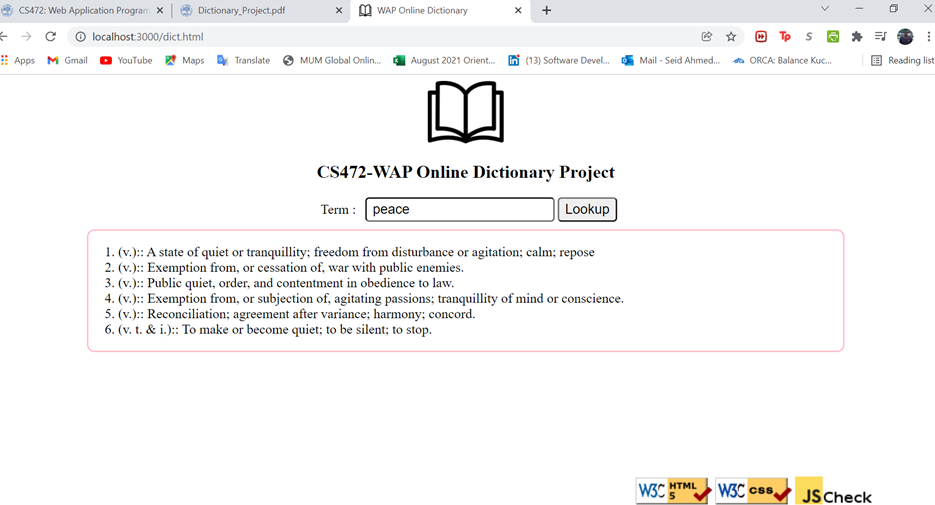 CS472: Web Application Program
Dictionary_Project.pdf
WAP Online Dictionary
localhost:3000/dict.html
Tp
S
Apps
Gmail
YouTube
Maps
Translate
MUM Global Onlin...
August 2021 Orient...
(13) Software Devel...
Mail - Seid Ahmed...
ORCA: Balance Kuc...
Reading list
CS472-WAP Online Dictionary Project
Term : peace Lookup
1. (v.):: A state of quiet or tranquillity; freedom from disturbance or agitation; calm; repose
2. (v.):: Exemption from, or cessation of, war with public enemies.
3. (v.):: Public quiet, order, and contentment in obedience to law.
4. (v.):: Exemption from, or subjection of, agitating passions; tranquillity of mind or conscience.
5. (v.):: Reconciliation; agreement after variance; harmony; concord.
6. (v. t. & i.):: To make or become quiet; to be silent; to stop.
W3C HTML 5
W3C css
JS Check